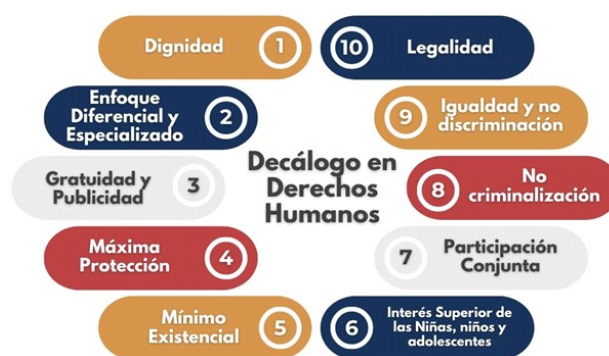 Decálogo en
Derechos
Humanos
Dignidad
1
Enfoque
Diferencial y
Especializado
2
Gratuidad y
Publicidad
3
Máxima
Protección
4
Mínimo
Existencial
5
6
Interés Superior de
las Niñas, niños y
adolescentes
7
Participación
Conjunta
8
No
criminalización
9
Igualdad y no
discriminación
10
Legalidad